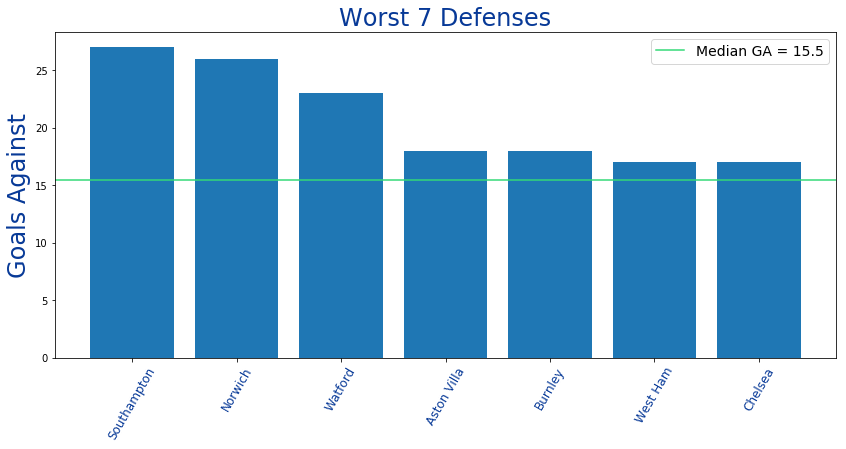 Worst 7 Defenses
Median GA = 15.5
Goals Against
25
20
15
10
5
0
Southampton
Norwich
Watford
Aston Villa
Burnley
West Ham
Chelsea